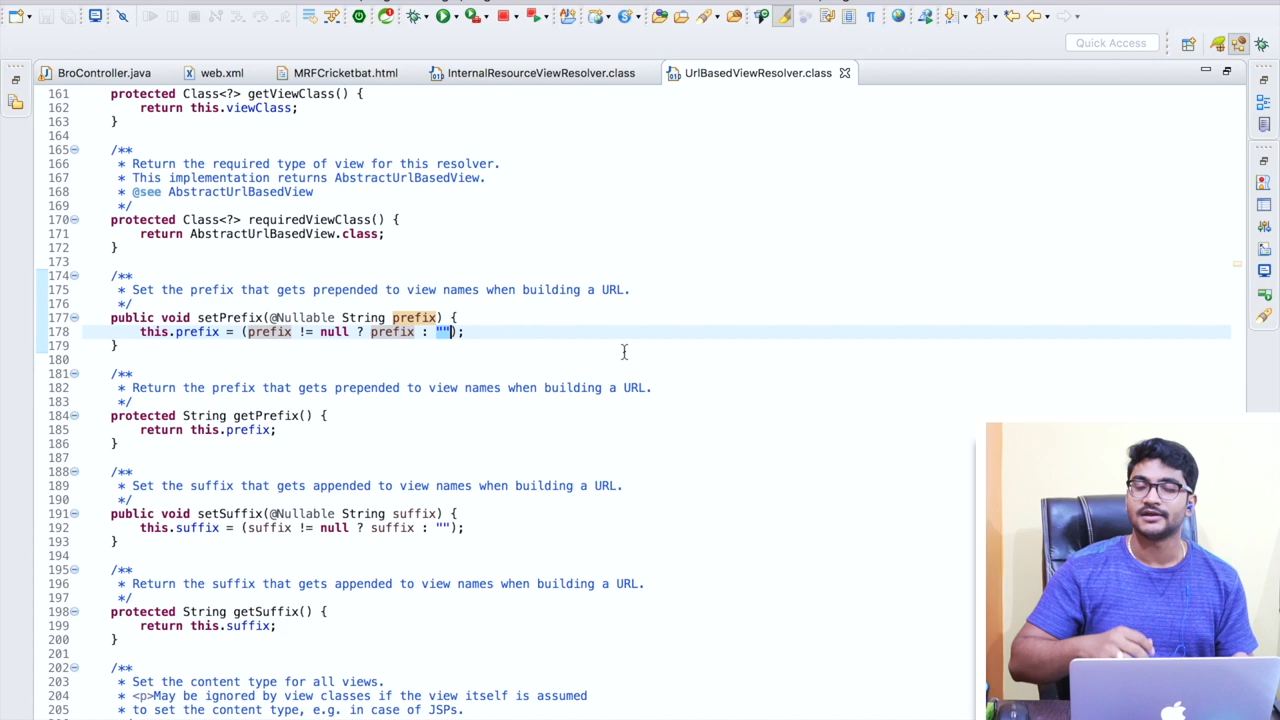 Quick Access
BroController.java
web.xml
MRFCricketbat.html
InternalResourceViewResolver.class
UrlBasedViewResolver.class
161 protected Class<?> getViewClass() {
162 return this.viewClass;
163 }
164
165 /**
166 * Return the required type of view for this resolver.
167 * This implementation returns AbstractUrlBasedView.
168 * @see AbstractUrlBasedView
169 */
170 protected Class<?> requiredViewClass() {
171 return AbstractUrlBasedView.class;
172 }
173
174 /**
175 * Set the prefix that gets prepended to view names when building a URL.
176 */
177 public void setPrefix(@Nullable String prefix) {
178 this.prefix = (prefix != null ? prefix : "");
179 }
180
181 /**
182 * Return the prefix that gets prepended to view names when building a URL.
183 */
184 protected String getPrefix() {
185 return this.prefix;
186 }
187
188 /**
189 * Set the suffix that gets appended to view names when building a URL.
190 */
191 public void setSuffix(@Nullable String suffix) {
192 this.suffix = (suffix != null ? suffix : "");
193 }
194
195 /**
196 * Return the suffix that gets appended to view names when building a URL.
197 */
198 protected String getSuffix() {
199 return this.suffix;
200 }
201
202 /**
203 * Set the content type for all views.
204 * <p>May be ignored by view classes if the view itself is assumed
205 * to set the content type, e.g. in case of JSPs.